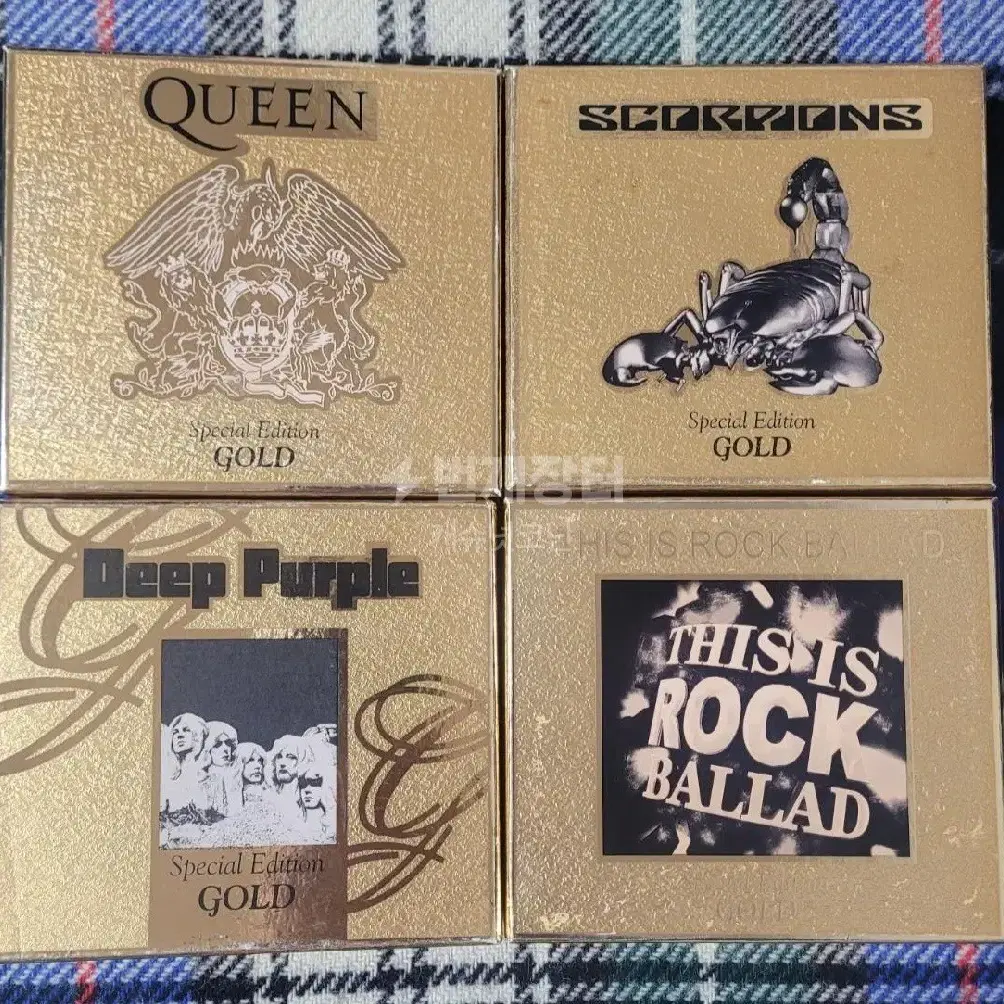 QUEEN
Special Edition
GOLD
SCORPIONS
Special Edition
GOLD
번개장터
Deep Purple
Special Edition
GOLD
THIS IS ROCK BALLAD
THIS IS
ROCK
BALLAD
GOLD